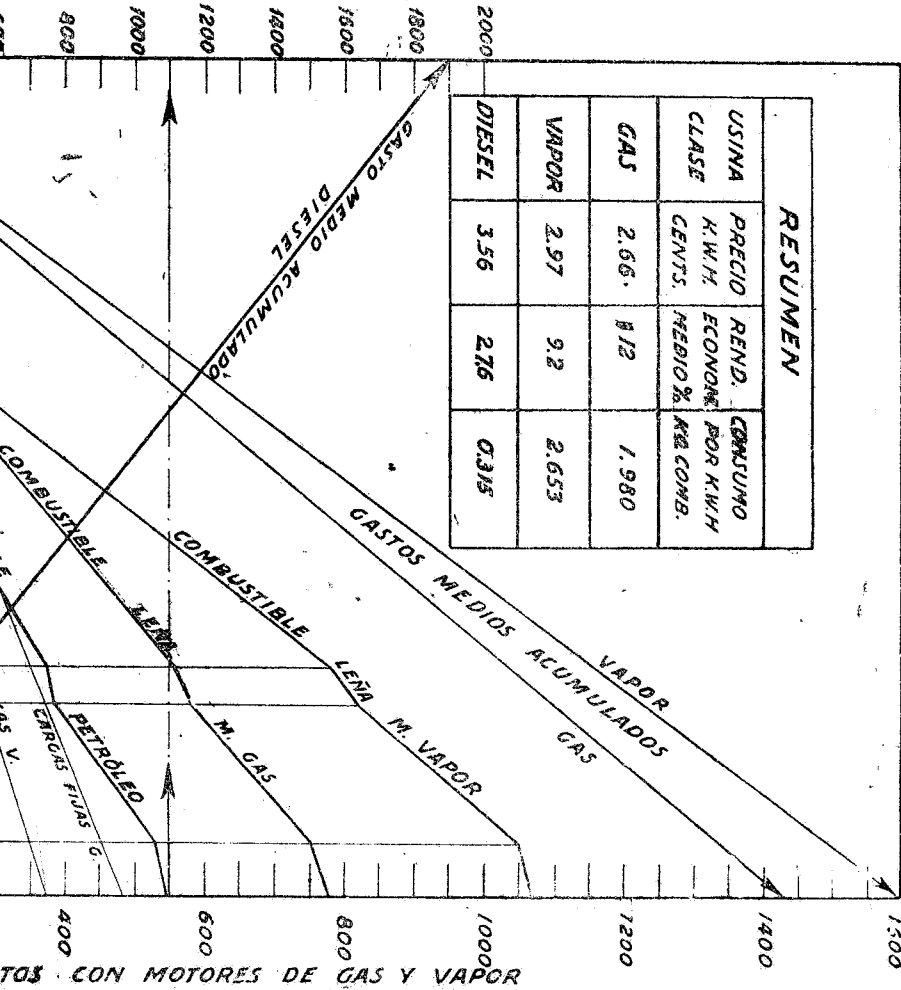 600 800 1000 1200 1400 1600 1800 2000
RESUMEN
USINA CLASE PRECIO K.W.H. CENTS. REND. ECONOM. MEDIO % CONSUMO POR K.W.H KG. COMB.
GAS 2.66 12 1.980
VAPOR 2.97 9.2 2.653
DIESEL 3.56 27.6 0.315
GASTO MEDIO ACUMULADO
DIESEL
VAPOR
GASTOS MEDIOS ACUMULADOS
GAS
COMBUSTIBLE LEÑA M. VAPOR
COMBUSTIBLE LEÑA M. GAS
PETRÓLEO
CARGAS FIJAS G.
V.
400 600 800 1000 1200 1400 1500
CON MOTORES DE GAS Y VAPOR